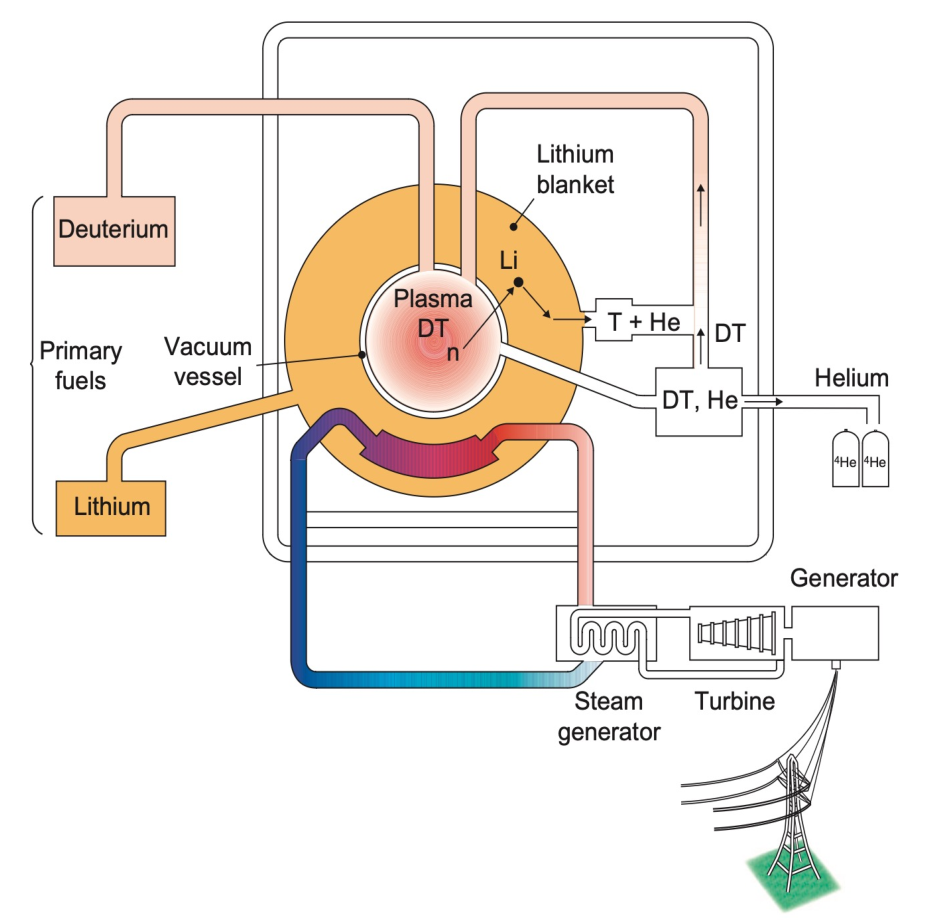 Lithium
blanket
Deuterium
Li
Plasma
DT
n
T + He
DT
Primary
fuels
Vacuum
vessel
DT, He
Helium
⁴He
⁴He
Lithium
Generator
Steam
generator
Turbine